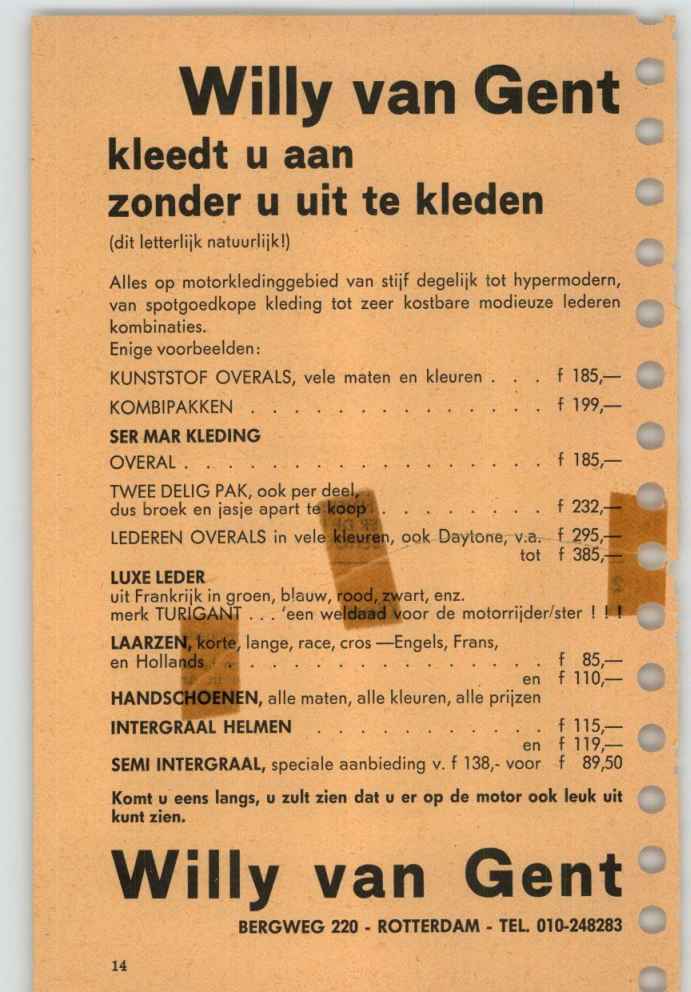 Willy van Gent
kleedt u aan
zonder u uit te kleden
(dit letterlijk natuurlijk!)
Alles op motorkledinggebied van stijf degelijk tot hypermodern,
van spotgoedkope kleding tot zeer kostbare modieuze lederen
kombinaties.
Enige voorbeelden:
KUNSTSTOF OVERALS, vele maten en kleuren . . . f 185,—
KOMBIPAKKEN . . . . . . . . . . . . . . f 199,—
SER MAR KLEDING
OVERAL . . . . . . . . . . . . . . . . . f 185,—
TWEE DELIG PAK, ook per deel,
dus broek en jasje apart te koop . . . . . . . . f 232,—
LEDEREN OVERALS in vele kleuren, ook Daytone, v.a. f 295,—
tot f 385,—
LUXE LEDER
uit Frankrijk in groen, blauw, rood, zwart, enz.
merk TURIGANT . . . 'een weldaad voor de motorrijder/ster ! ! !
LAARZEN, korte, lange, race, cros —Engels, Frans,
en Hollands . . . . . . . . . . . . . . . f 85,—
en f 110,—
HANDSCHOENEN, alle maten, alle kleuren, alle prijzen
INTERGRAAL HELMEN . . . . . . . . . . . f 115,—
en f 119,—
SEMI INTERGRAAL, speciale aanbieding v. f 138,- voor f 89,50
Komt u eens langs, u zult zien dat u er op de motor ook leuk uit
kunt zien.
Willy van Gent
BERGWEG 220 - ROTTERDAM - TEL. 010-248283
14